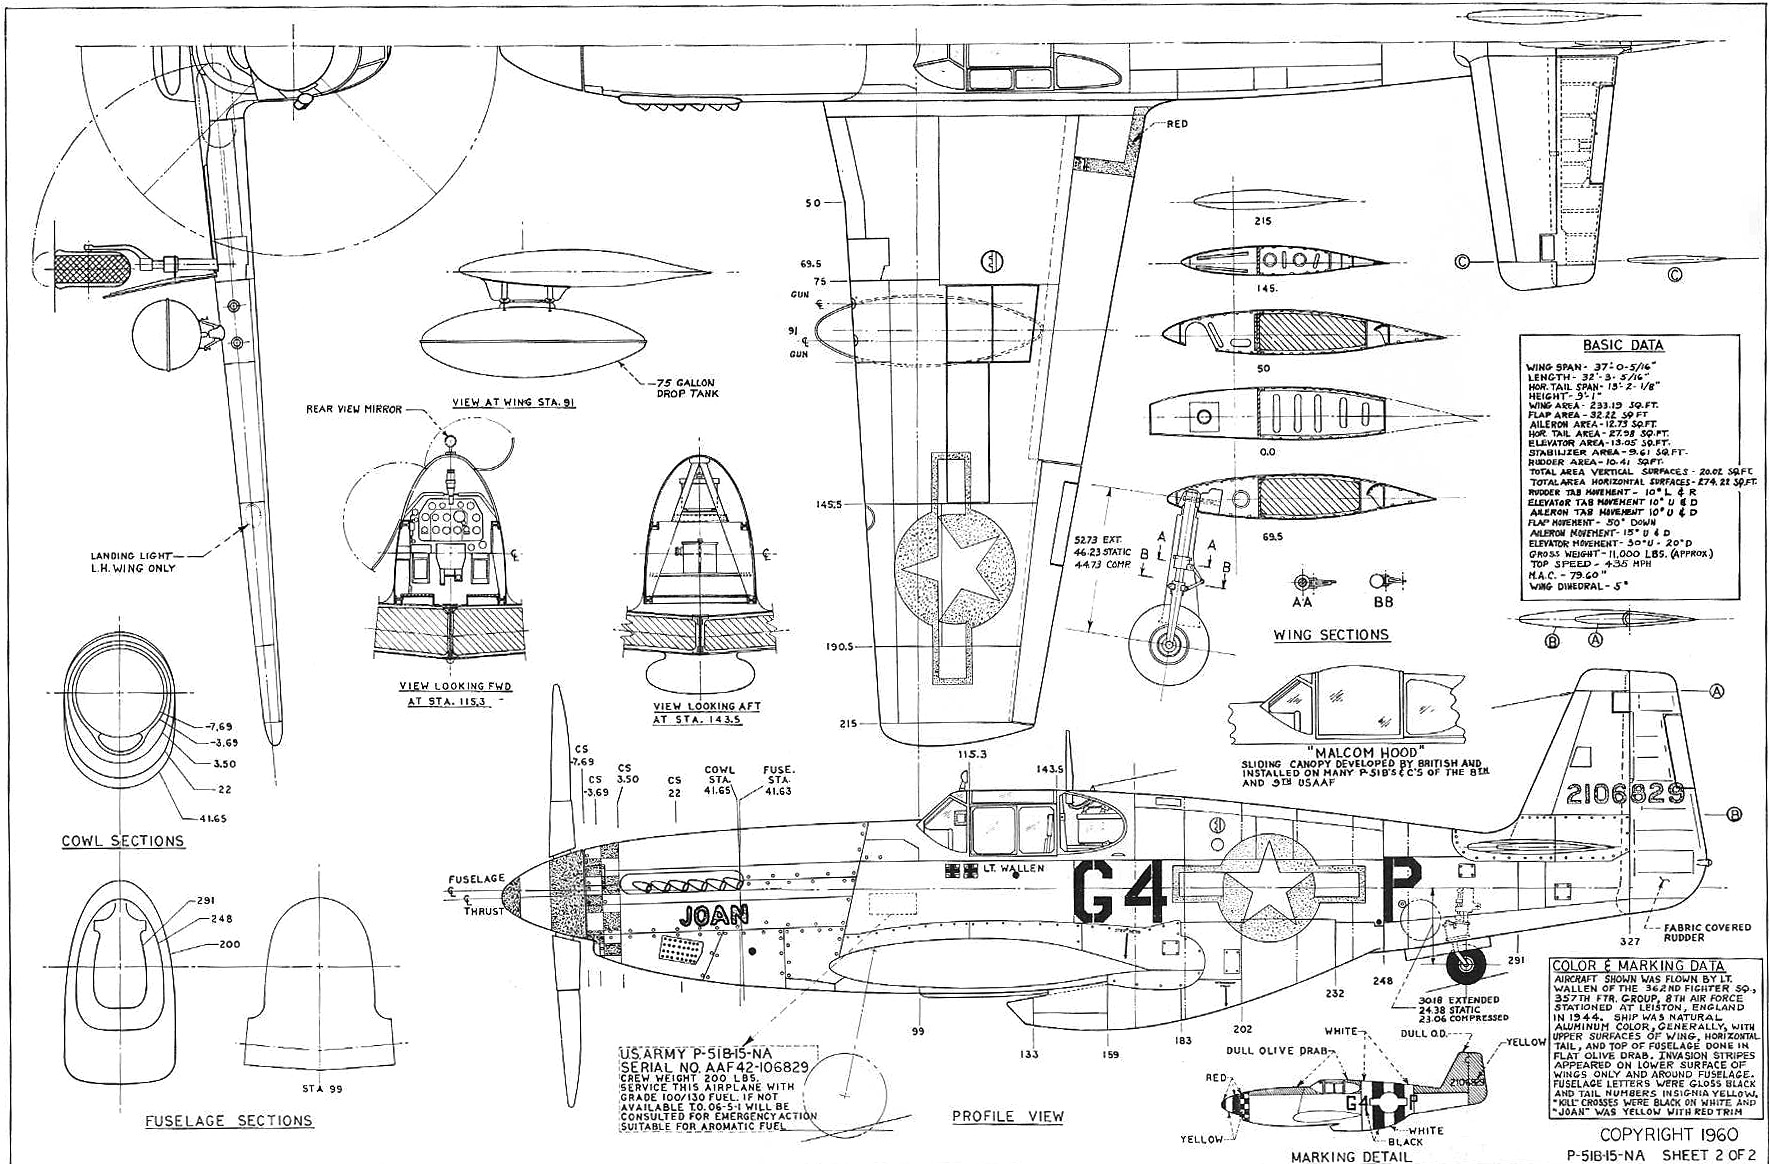 RED
50
69.5
75
GUN
91
GUN
145.5
190.5
215
215
145.
50
0.0
69.5
52.73 EXT.
46.23 STATIC
44.73 COMP.
A
A
B
B
AA
BB
WING SECTIONS
C
C
75 GALLON
DROP TANK
VIEW AT WING STA. 91
REAR VIEW MIRROR
LANDING LIGHT
L.H. WING ONLY
VIEW LOOKING FWD
AT STA. 115.3
VIEW LOOKING AFT
AT STA. 143.5
BASIC DATA
WING SPAN - 37'-0-5/16"
LENGTH - 32'-3-5/16"
HOR. TAIL SPAN - 13'-2-1/8"
HEIGHT - 9'-1"
WING AREA - 233.19 SQ.FT.
FLAP AREA - 32.22 SQ FT
AILERON AREA - 12.73 SQ.FT.
HOR. TAIL AREA - 27.98 SQ.FT.
ELEVATOR AREA - 13.05 SQ.FT.
STABILIZER AREA - 9.61 SQ.FT.
RUDDER AREA - 10.41 SQ.FT.
TOTAL AREA VERTICAL SURFACES - 20.02 SQ.FT.
TOTAL AREA HORIZONTAL SURFACES - 274.22 SQ.FT.
RUDDER TAB MOVEMENT - 10° L & R
ELEVATOR TAB MOVEMENT 10° U & D
AILERON TAB MOVEMENT 10° U & D
FLAP MOVEMENT - 50° DOWN
AILERON MOVEMENT - 15° U & D
ELEVATOR MOVEMENT - 30° U - 20° D
GROSS WEIGHT - 11,000 LBS. (APPROX.)
TOP SPEED - 435 MPH
M.A.C. - 79.60"
WING DIHEDRAL - 5°
B
A
-7.69
-3.69
3.50
22
41.65
COWL SECTIONS
291
248
200
STA 99
FUSELAGE SECTIONS
"MALCOM HOOD"
SLIDING CANOPY DEVELOPED BY BRITISH AND
INSTALLED ON MANY P-51B'S & C'S OF THE 8TH
AND 9TH USAAF
CS
-7.69
CS
-3.69
CS
3.50
CS
22
COWL
STA.
41.65
FUSE.
STA.
41.63
115.3
143.5
A
B
2106829
FUSELAGE
THRUST
LT. WALLEN
JOAN
G4
P
FABRIC COVERED
RUDDER
327
291
248
232
202
183
159
133
99
30.18 EXTENDED
24.38 STATIC
23.06 COMPRESSED
U.S. ARMY P-51B-15-NA
SERIAL NO. AAF 42-106829
CREW WEIGHT 200 LBS.
SERVICE THIS AIRPLANE WITH
GRADE 100/130 FUEL. IF NOT
AVAILABLE T.O. 06-5-1 WILL BE
CONSULTED FOR EMERGENCY ACTION
SUITABLE FOR AROMATIC FUEL
PROFILE VIEW
WHITE
DULL O.D.
DULL OLIVE DRAB
YELLOW
RED
2106829
G4
P
YELLOW
WHITE
BLACK
MARKING DETAIL
COLOR & MARKING DATA
AIRCRAFT SHOWN WAS FLOWN BY LT.
WALLEN OF THE 362ND FIGHTER SQ.,
357TH FTR. GROUP, 8TH AIR FORCE
STATIONED AT LEISTON, ENGLAND
IN 1944. SHIP WAS NATURAL
ALUMINUM COLOR, GENERALLY, WITH
UPPER SURFACES OF WING, HORIZONTAL
TAIL, AND TOP OF FUSELAGE DONE IN
FLAT OLIVE DRAB. INVASION STRIPES
APPEARED ON LOWER SURFACE OF
WINGS ONLY AND AROUND FUSELAGE.
FUSELAGE LETTERS WERE GLOSS BLACK
AND TAIL NUMBERS INSIGNIA YELLOW.
"KILL" CROSSES WERE BLACK ON WHITE AND
"JOAN" WAS YELLOW WITH RED TRIM
COPYRIGHT 1960
P-51B-15-NA SHEET 2 OF 2